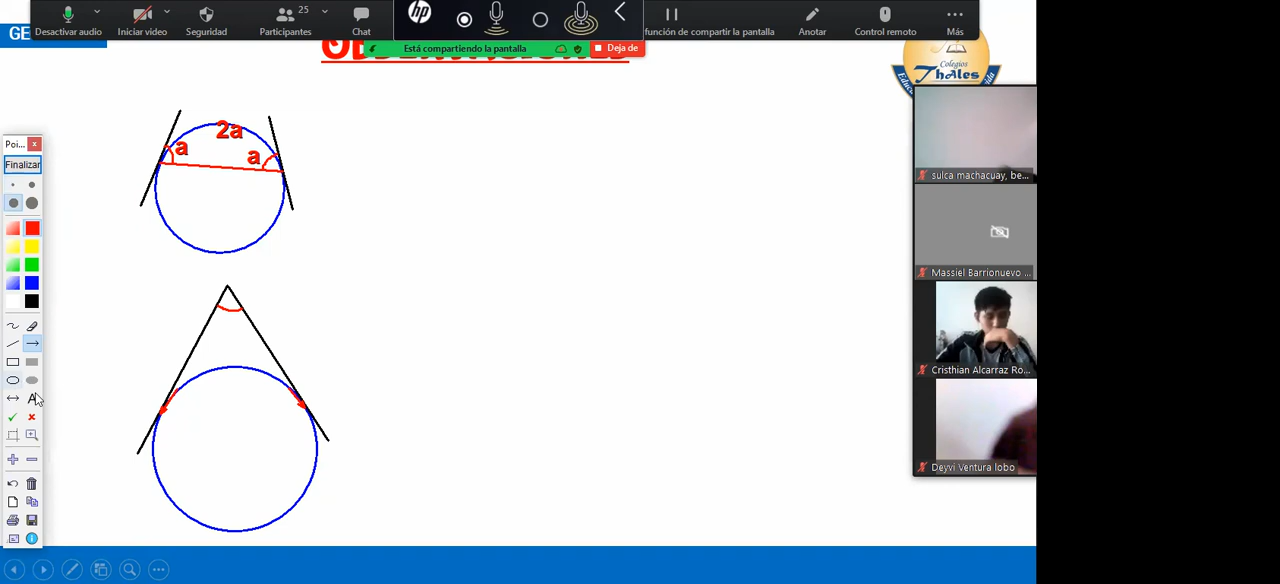 25
Desactivar audio
Iniciar vídeo
Seguridad
Participantes
Chat
hp
función de compartir la pantalla
Anotar
Control remoto
Más
GE
Está compartiendo la pantalla
Deja de
Colegios
Thales
Poi...
Finalizar
2a
a
a
A
sulca machacuay, be...
Massiel Barrionuevo ...
Cristhian Alcarraz Ro...
Deyvi Ventura lobo